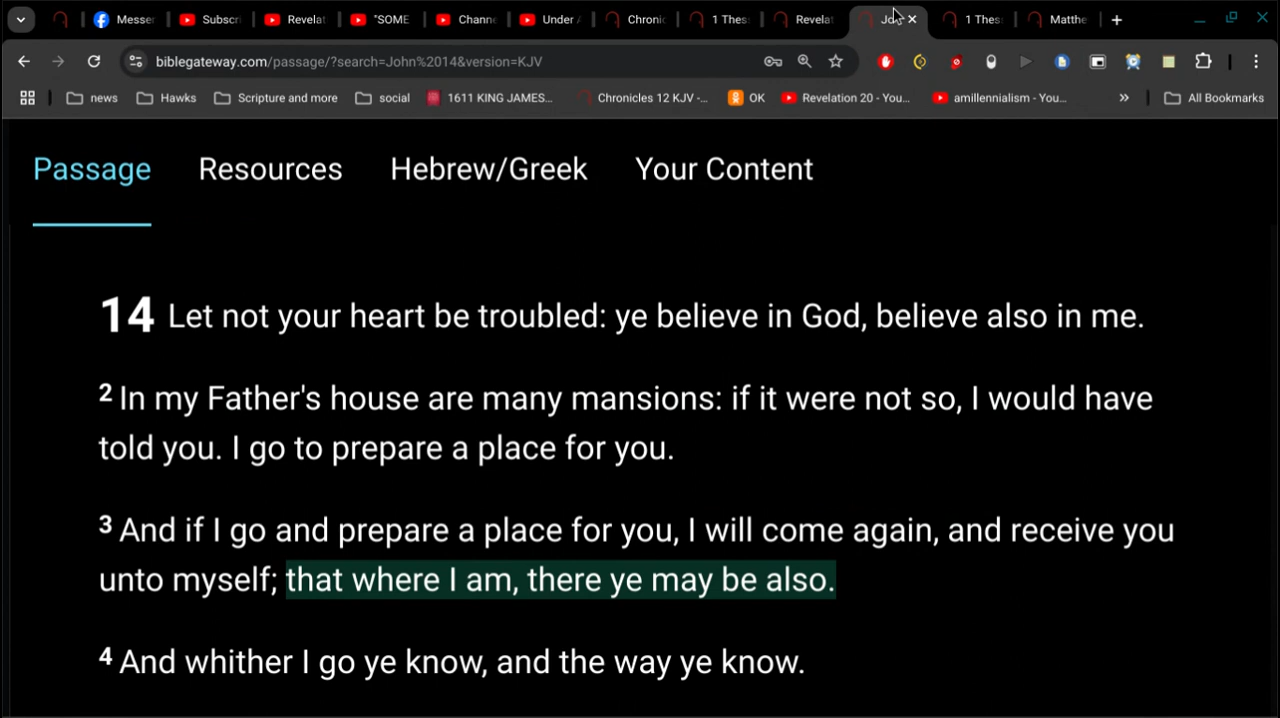 Messer
Subscri
Revelat
"SOME
Chann
Under
Chronic
1 Thess
Revelat
1 Thess
Matthe
biblegateway.com/passage/?search=John%2014&version=KJV
news
Hawks
Scripture and more
social
1611 KING JAMES...
Chronicles 12 KJV -...
OK
Revelation 20 - You...
amillennialism - You...
»
All Bookmarks
Passage Resources Hebrew/Greek Your Content
14 Let not your heart be troubled: ye believe in God, believe also in me.
2 In my Father's house are many mansions: if it were not so, I would have
told you. I go to prepare a place for you.
3 And if I go and prepare a place for you, I will come again, and receive you
unto myself; that where I am, there ye may be also.
4 And whither I go ye know, and the way ye know.